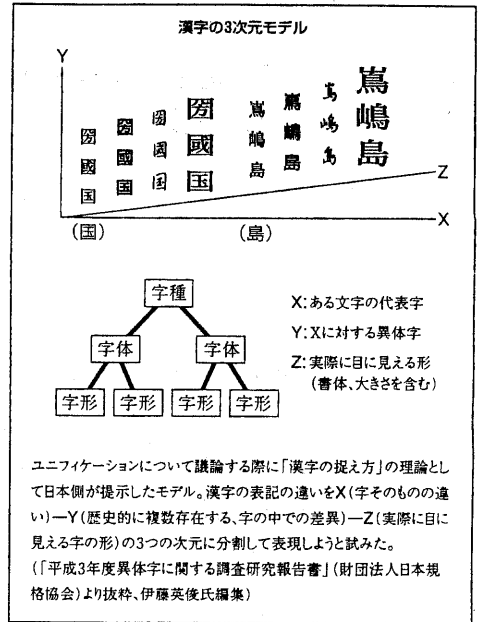 漢字の3次元モデル
Y
圀 圀 圀 圀 嶌 嶌 嶌 嶌
國 國 國 國 嶋 嶋 嶋 嶋
国 国 国 国 島 島 島 島
Z
X
(国) (島)
字種
字体 字体
字形 字形 字形 字形
X:ある文字の代表字
Y:Xに対する異体字
Z:実際に目に見える形
(書体、大きさを含む)
ユニフィケーションについて議論する際に「漢字の捉え方」の理論とし
て日本側が提示したモデル。漢字の表記の違いをX(字そのものの違
い)—Y(歴史的に複数存在する、字の中での差異)—Z(実際に目に
見える字の形)の3つの次元に分割して表現しようと試みた。
(「平成3年度異体字に関する調査研究報告書」(財団法人日本規
格協会)より抜粋、伊藤英俊氏編集)